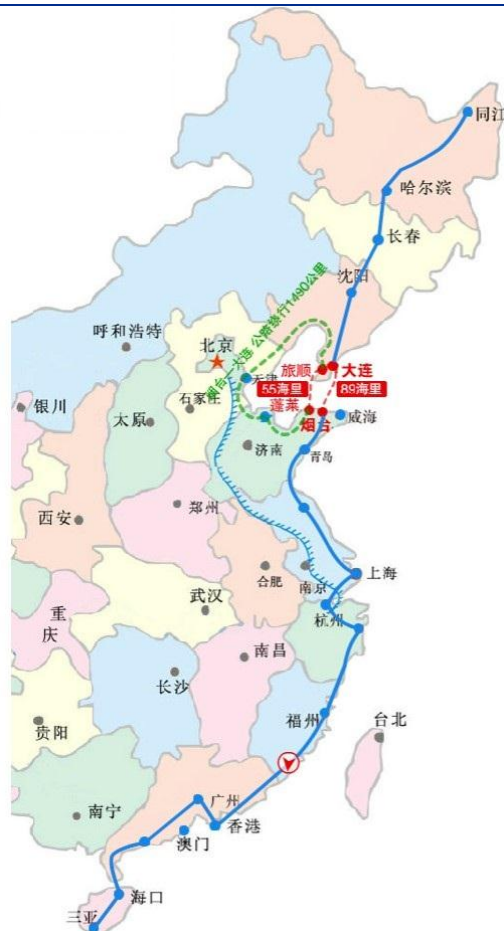 同江
哈尔滨
长春
沈阳
烟台-大连 公路绕行1490公里
呼和浩特
北京
天津
旅顺
大连
55海里
89海里
蓬莱
烟台
威海
石家庄
银川
太原
济南
青岛
郑州
西安
合肥
南京
上海
武汉
杭州
重庆
南昌
长沙
福州
台北
贵阳
广州
南宁
香港
澳门
海口
三亚